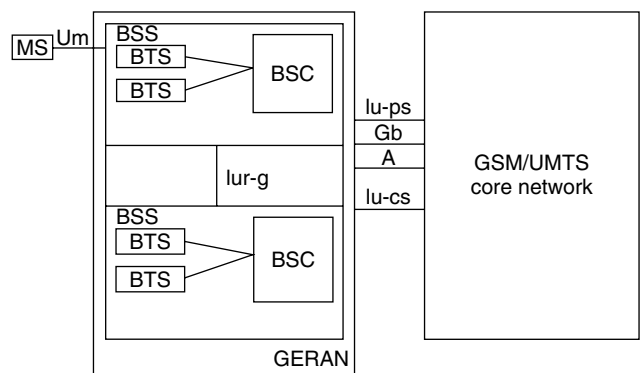 MS
Um
BSS
BTS
BTS
BSC
Iur-g
BSS
BTS
BTS
BSC
GERAN
Iu-ps
Gb
A
Iu-cs
GSM/UMTS
core network